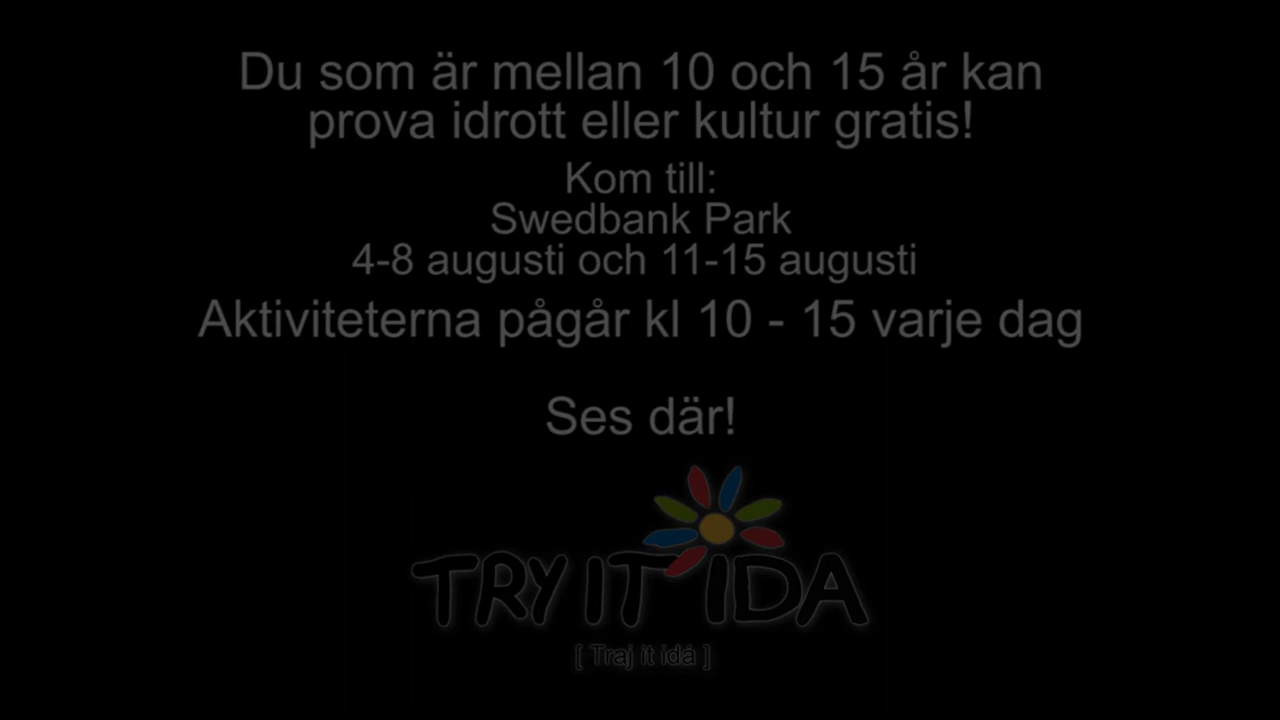 Du som är mellan 10 och 15 år kan
prova idrott eller kultur gratis!
Kom till:
Swedbank Park
4-8 augusti och 11-15 augusti
Aktiviteterna pågår kl 10 - 15 varje dag
Ses där!
TRY IT IDA
[ Traj it idá ]